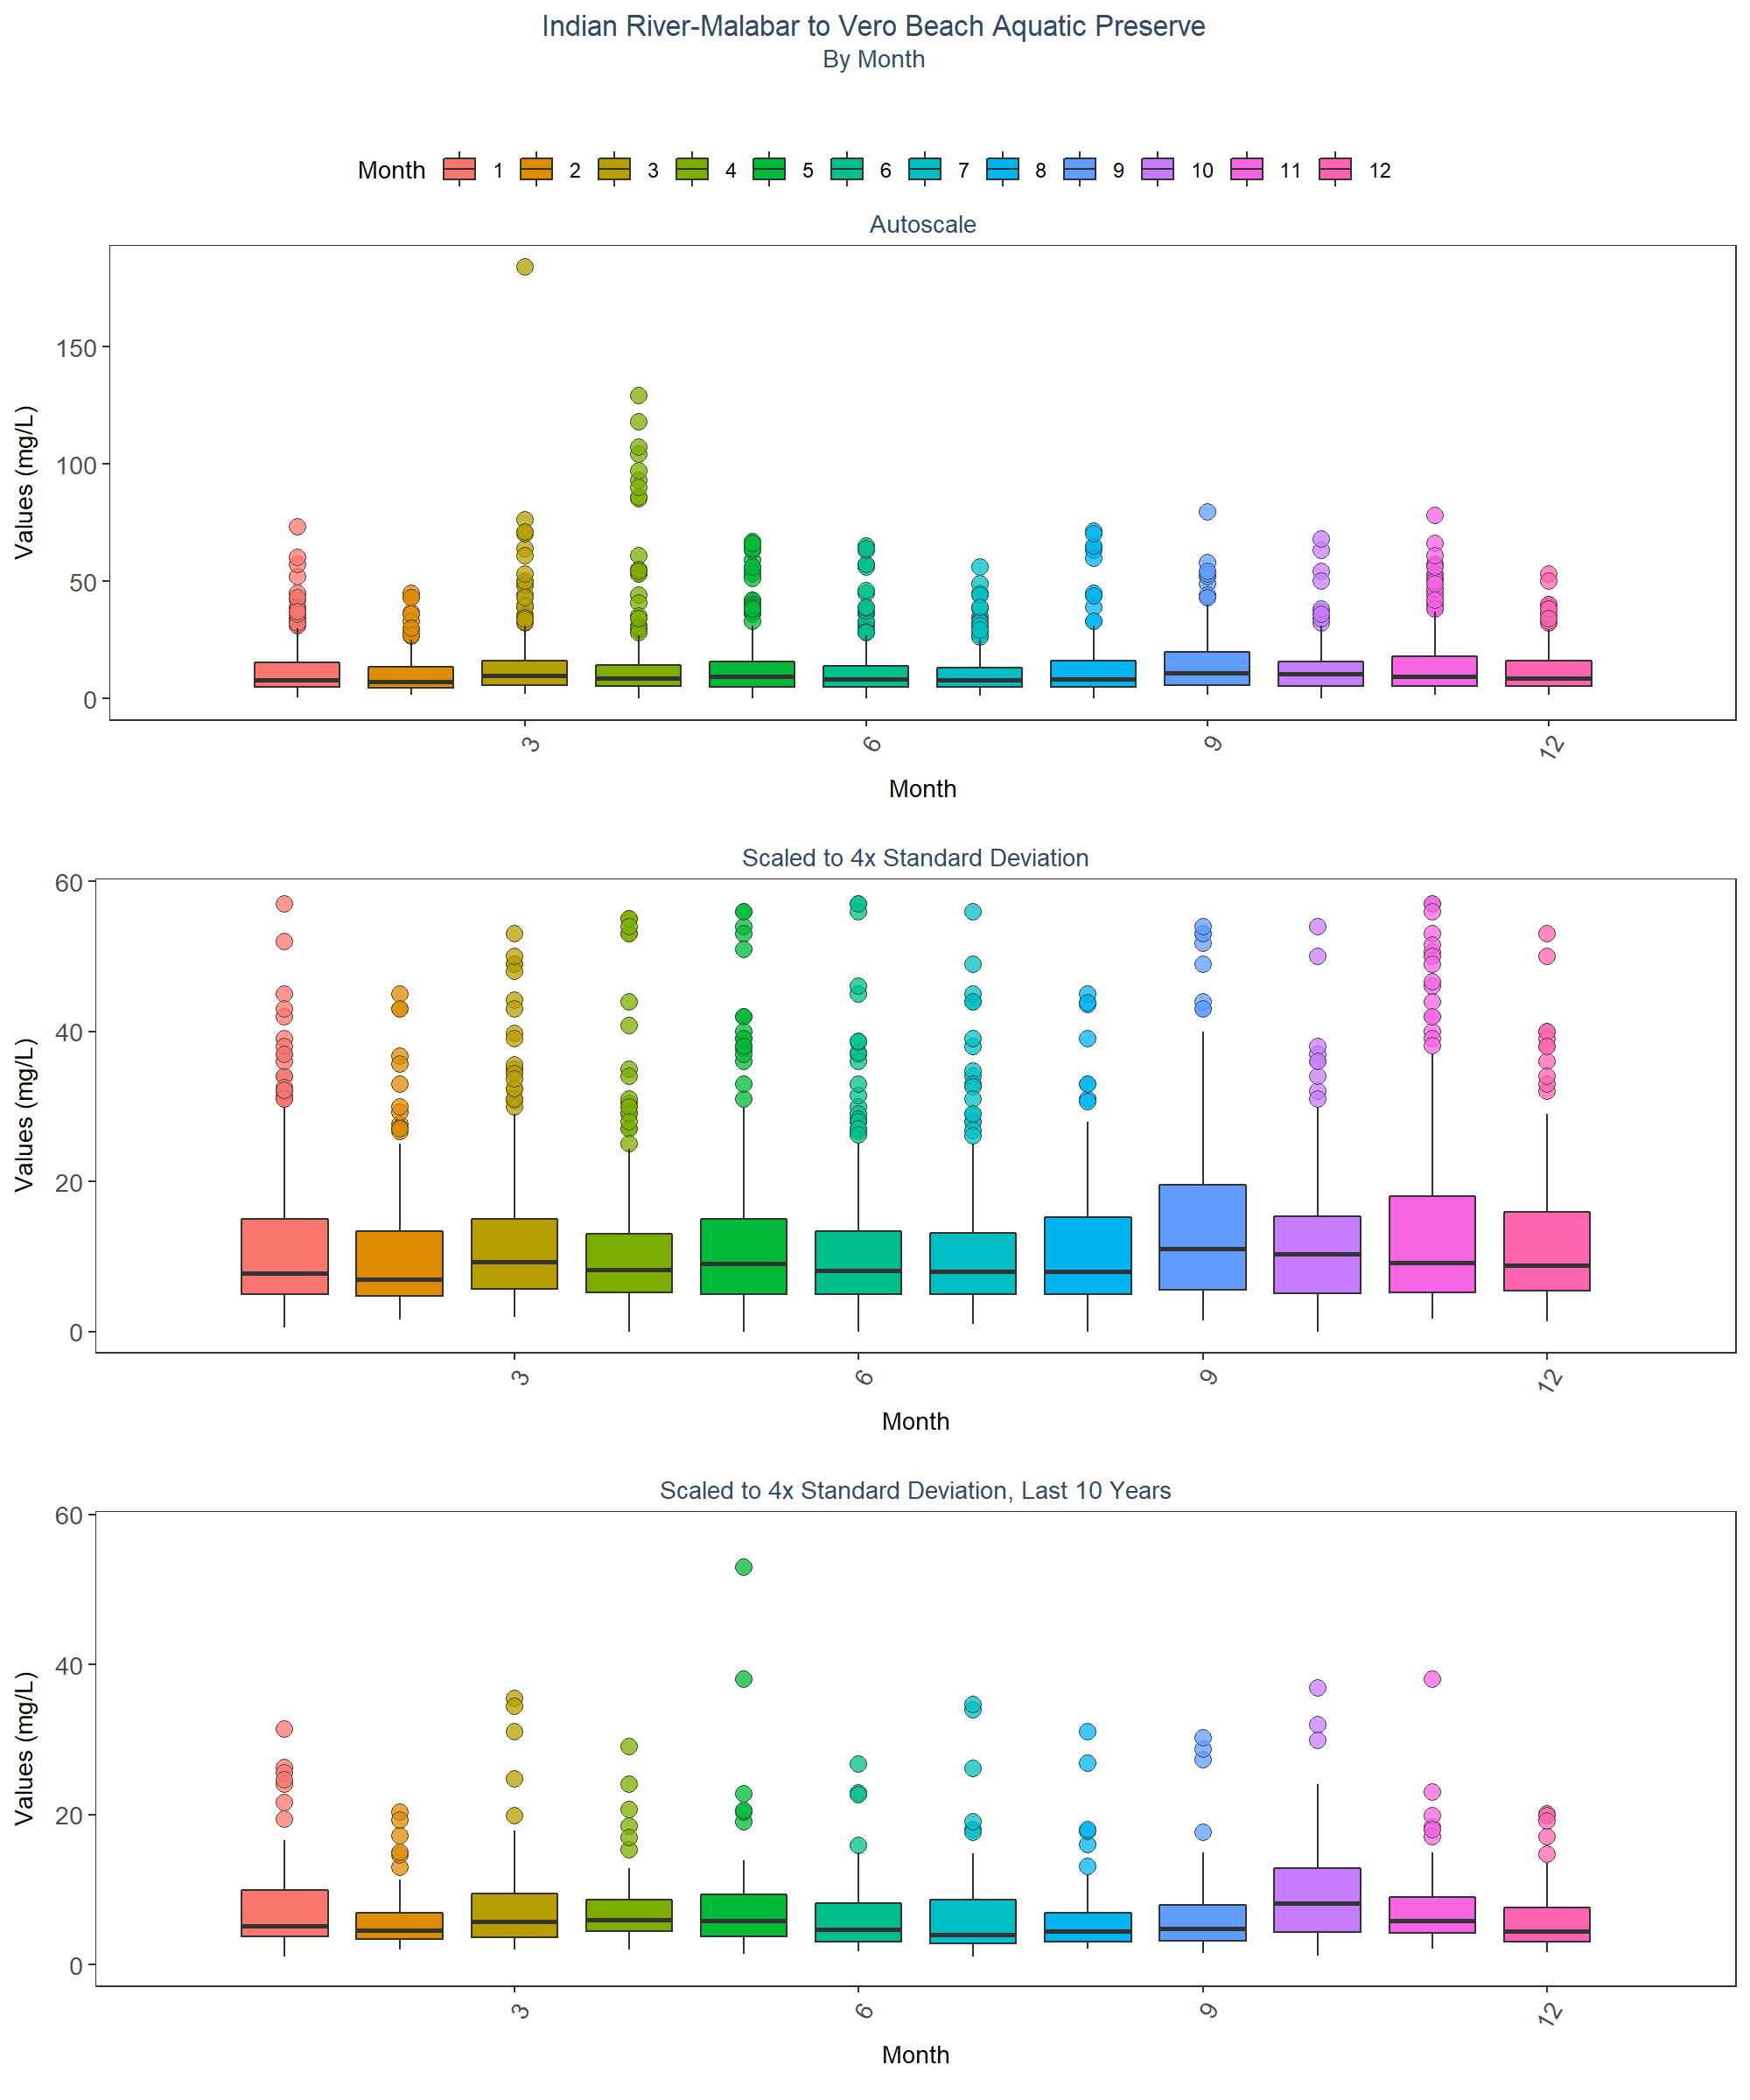 Indian River-Malabar to Vero Beach Aquatic Preserve
By Month
Month 1 2 3 4 5 6 7 8 9 10 11 12
Autoscale
Values (mg/L)
150
100
50
0
3 6 9 12
Month
Scaled to 4x Standard Deviation
Values (mg/L)
60
40
20
0
3 6 9 12
Month
Scaled to 4x Standard Deviation, Last 10 Years
Values (mg/L)
60
40
20
0
3 6 9 12
Month